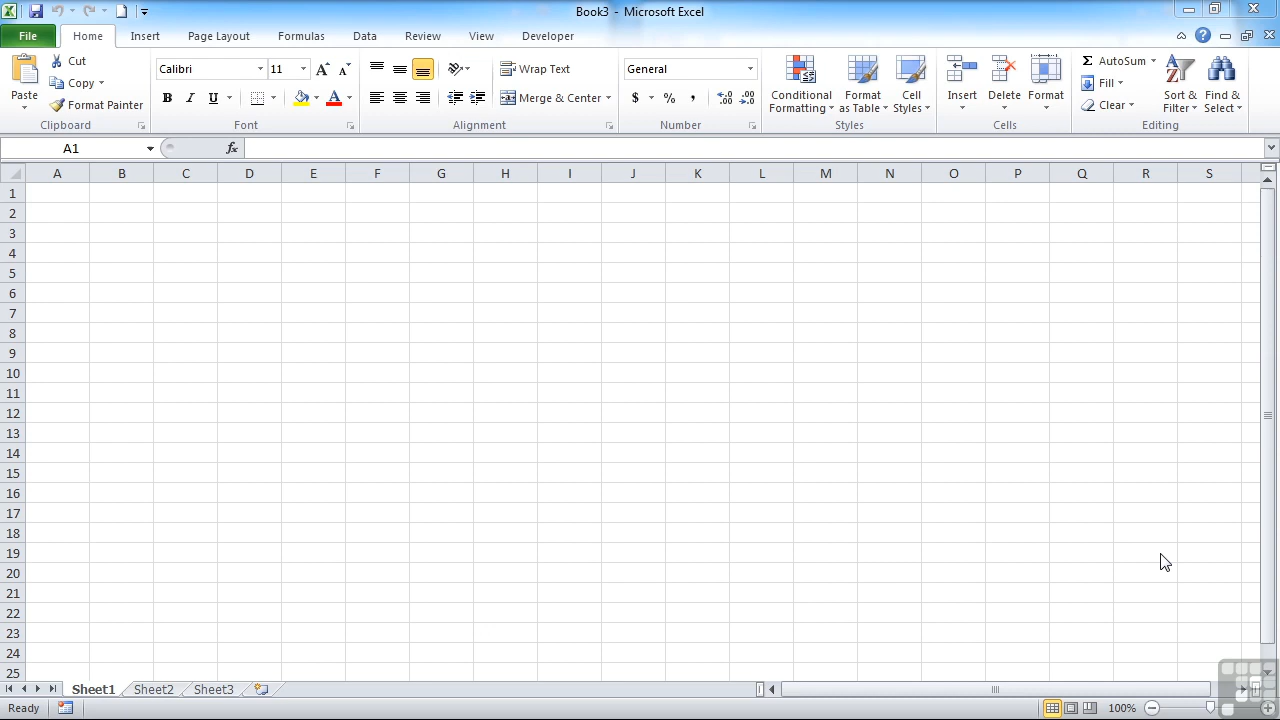 Book3 - Microsoft Excel
File Home Insert Page Layout Formulas Data Review View Developer
Paste
Cut
Copy
Format Painter
Clipboard
Calibri 11
B I U A
Font
Wrap Text
Merge & Center
Alignment
General
$ % ,
Number
Conditional Formatting
Format as Table
Cell Styles
Styles
Insert
Delete
Format
Cells
Σ AutoSum
Fill
Clear
Sort & Filter
Find & Select
Editing
A1 fx
A B C D E F G H I J K L M N O P Q R S
1
2
3
4
5
6
7
8
9
10
11
12
13
14
15
16
17
18
19
20
21
22
23
24
25
Sheet1 Sheet2 Sheet3
Ready 100%